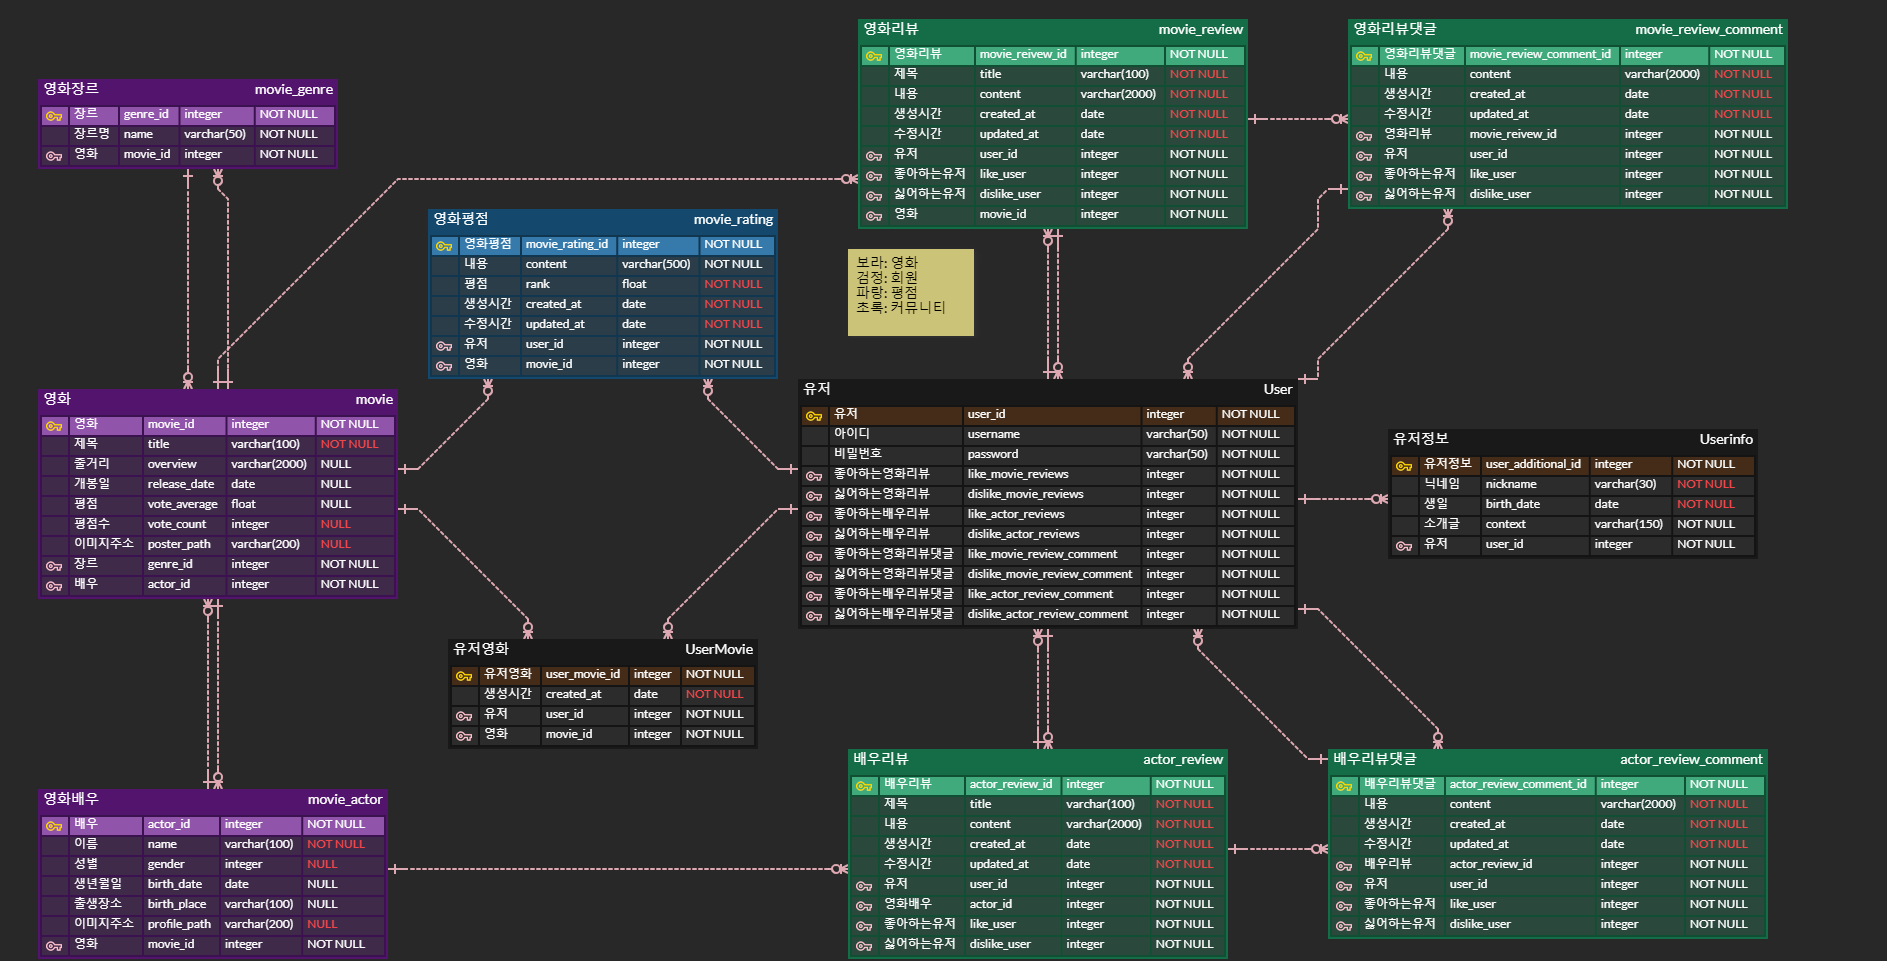 영화장르 movie_genre
장르 genre_id integer NOT NULL
장르명 name varchar(50) NOT NULL
영화 movie_id integer NOT NULL
영화평점 movie_rating
영화평점 movie_rating_id integer NOT NULL
내용 content varchar(500) NOT NULL
평점 rank float NOT NULL
생성시간 created_at date NOT NULL
수정시간 updated_at date NOT NULL
유저 user_id integer NOT NULL
영화 movie_id integer NOT NULL
영화리뷰 movie_review
영화리뷰 movie_reivew_id integer NOT NULL
제목 title varchar(100) NOT NULL
내용 content varchar(2000) NOT NULL
생성시간 created_at date NOT NULL
수정시간 updated_at date NOT NULL
유저 user_id integer NOT NULL
좋아하는유저 like_user integer NOT NULL
싫어하는유저 dislike_user integer NOT NULL
영화 movie_id integer NOT NULL
영화리뷰댓글 movie_review_comment
영화리뷰댓글 movie_review_comment_id integer NOT NULL
내용 content varchar(2000) NOT NULL
생성시간 created_at date NOT NULL
수정시간 updated_at date NOT NULL
영화리뷰 movie_reivew_id integer NOT NULL
유저 user_id integer NOT NULL
좋아하는유저 like_user integer NOT NULL
싫어하는유저 dislike_user integer NOT NULL
보라: 영화
검정: 회원
파랑: 평점
초록: 커뮤니티
영화 movie
영화 movie_id integer NOT NULL
제목 title varchar(100) NOT NULL
줄거리 overview varchar(2000) NULL
개봉일 release_date date NULL
평점 vote_average float NULL
평점수 vote_count integer NULL
이미지주소 poster_path varchar(200) NULL
장르 genre_id integer NOT NULL
배우 actor_id integer NOT NULL
유저 User
유저 user_id integer NOT NULL
아이디 username varchar(50) NOT NULL
비밀번호 password varchar(50) NOT NULL
좋아하는영화리뷰 like_movie_reviews integer NOT NULL
싫어하는영화리뷰 dislike_movie_reviews integer NOT NULL
좋아하는배우리뷰 like_actor_reviews integer NOT NULL
싫어하는배우리뷰 dislike_actor_reviews integer NOT NULL
좋아하는영화리뷰댓글 like_movie_review_comment integer NOT NULL
싫어하는영화리뷰댓글 dislike_movie_review_comment integer NOT NULL
좋아하는배우리뷰댓글 like_actor_review_comment integer NOT NULL
싫어하는배우리뷰댓글 dislike_actor_review_comment integer NOT NULL
유저정보 Userinfo
유저정보 user_additional_id integer NOT NULL
닉네임 nickname varchar(30) NOT NULL
생일 birth_date date NOT NULL
소개글 context varchar(150) NOT NULL
유저 user_id integer NOT NULL
유저영화 UserMovie
유저영화 user_movie_id integer NOT NULL
생성시간 created_at date NOT NULL
유저 user_id integer NOT NULL
영화 movie_id integer NOT NULL
영화배우 movie_actor
배우 actor_id integer NOT NULL
이름 name varchar(100) NOT NULL
성별 gender integer NULL
생년월일 birth_date date NULL
출생장소 birth_place varchar(100) NULL
이미지주소 profile_path varchar(200) NULL
영화 movie_id integer NOT NULL
배우리뷰 actor_review
배우리뷰 actor_review_id integer NOT NULL
제목 title varchar(100) NOT NULL
내용 content varchar(2000) NOT NULL
생성시간 created_at date NOT NULL
수정시간 updated_at date NOT NULL
유저 user_id integer NOT NULL
영화배우 actor_id integer NOT NULL
좋아하는유저 like_user integer NOT NULL
싫어하는유저 dislike_user integer NOT NULL
배우리뷰댓글 actor_review_comment
배우리뷰댓글 actor_review_comment_id integer NOT NULL
내용 content varchar(2000) NOT NULL
생성시간 created_at date NOT NULL
수정시간 updated_at date NOT NULL
배우리뷰 actor_review_id integer NOT NULL
유저 user_id integer NOT NULL
좋아하는유저 like_user integer NOT NULL
싫어하는유저 dislike_user integer NOT NULL